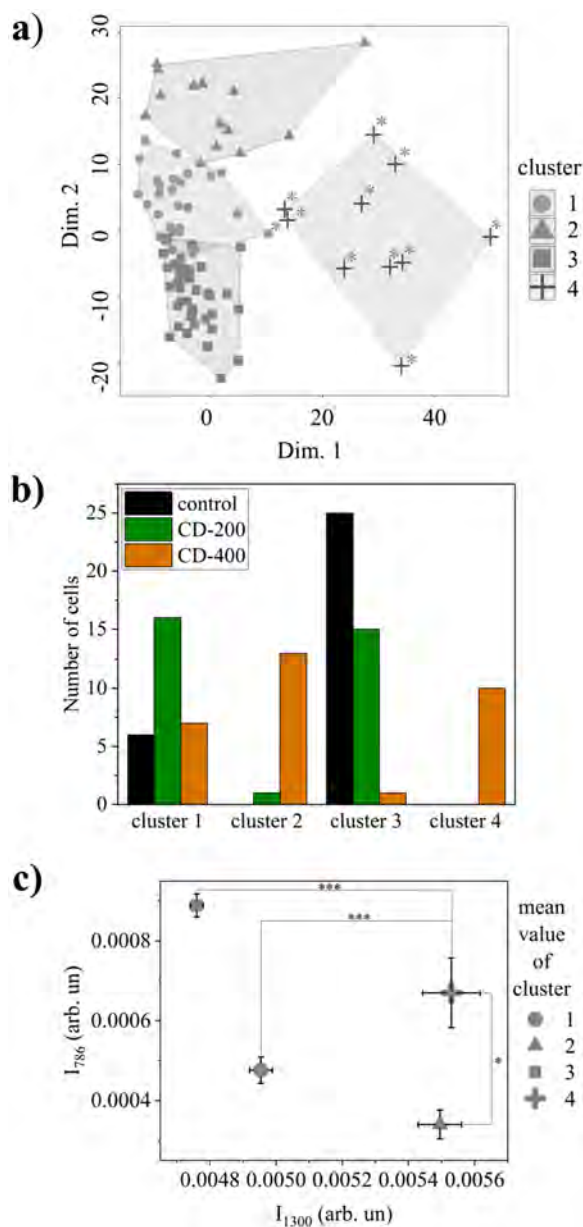 a)
30
20
10
0
-10
-20
Dim. 2
0
20
40
Dim. 1
* * * * * * * * * *
cluster
1
2
3
4
b)
control
CD-200
CD-400
25
20
15
10
5
0
Number of cells
cluster 1
cluster 2
cluster 3
cluster 4
c)
***
***
*
0.0008
0.0006
0.0004
I786 (arb. un)
0.0048
0.0050
0.0052
0.0054
0.0056
I1300 (arb. un)
mean
value
of
cluster
1
2
3
4